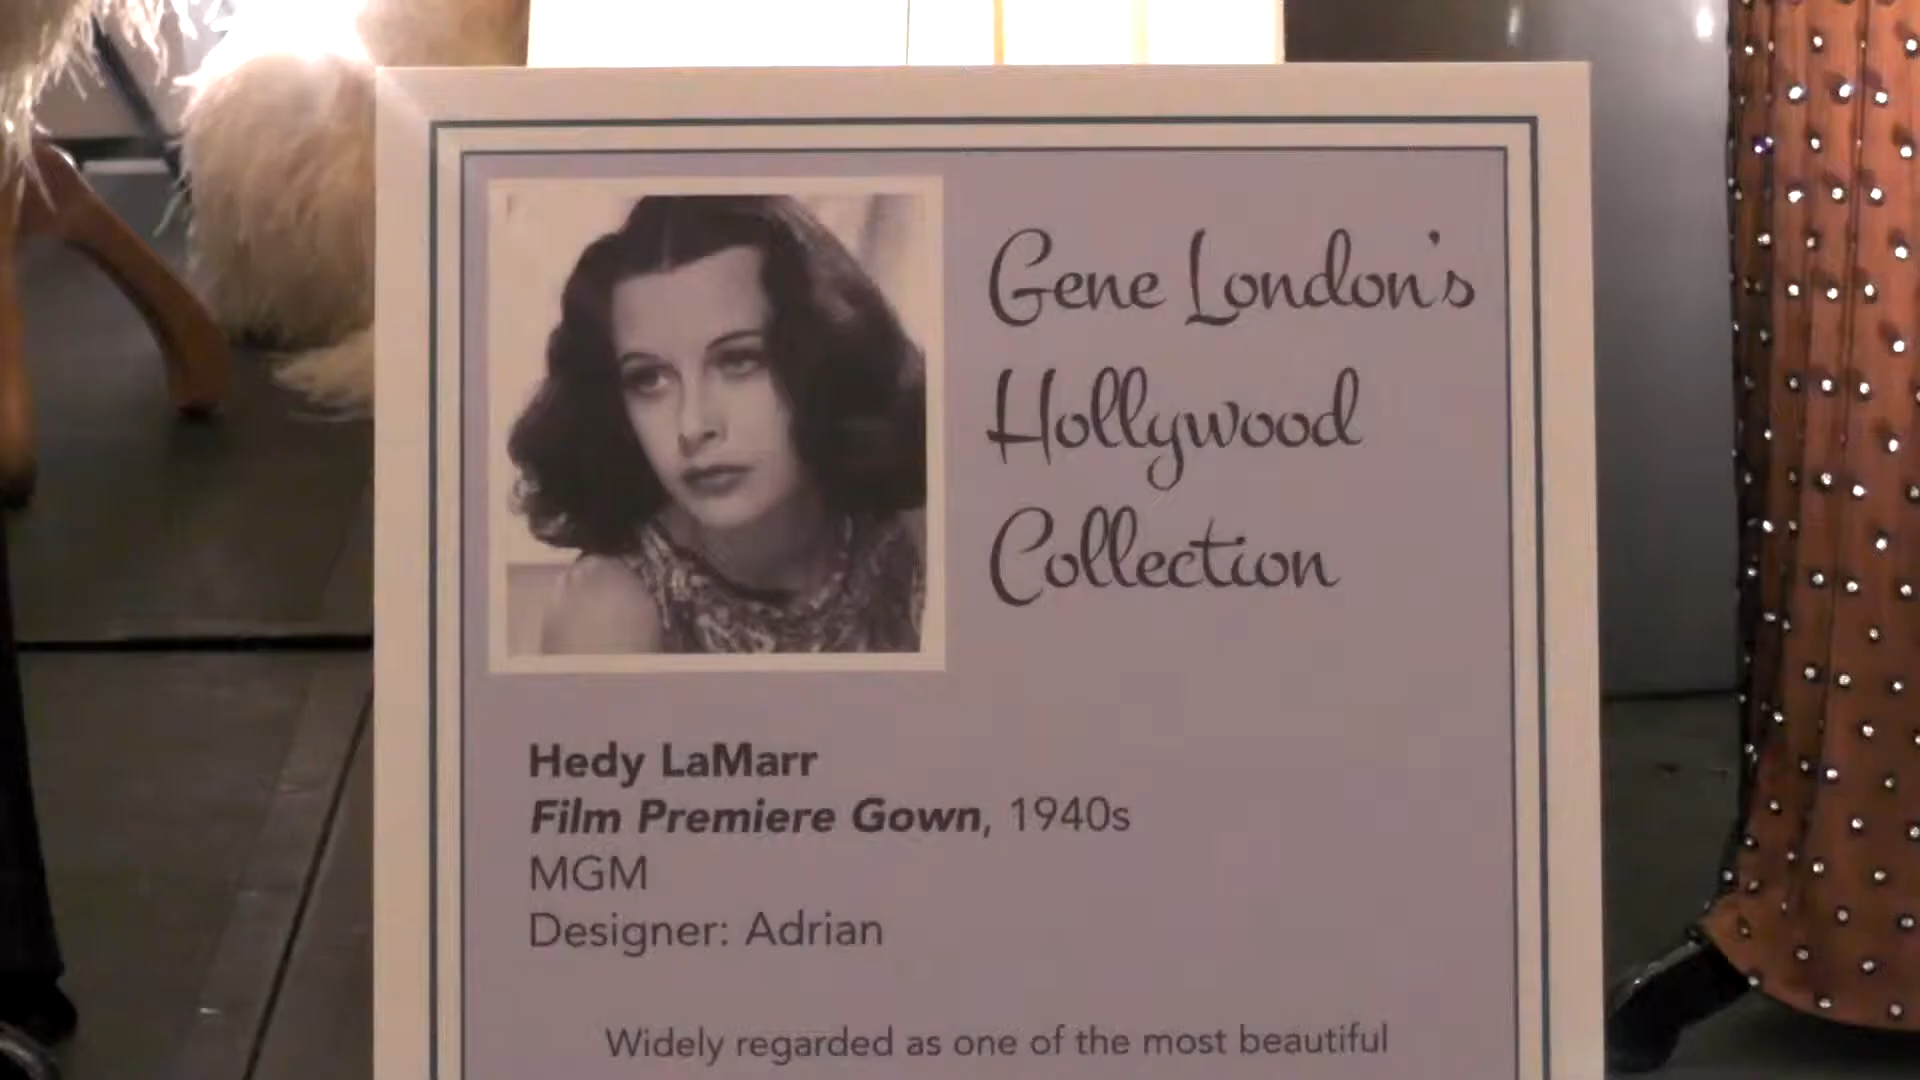 Gene London's
Hollywood
Collection
Hedy LaMarr
Film Premiere Gown, 1940s
MGM
Designer: Adrian
Widely regarded as one of the most beautiful